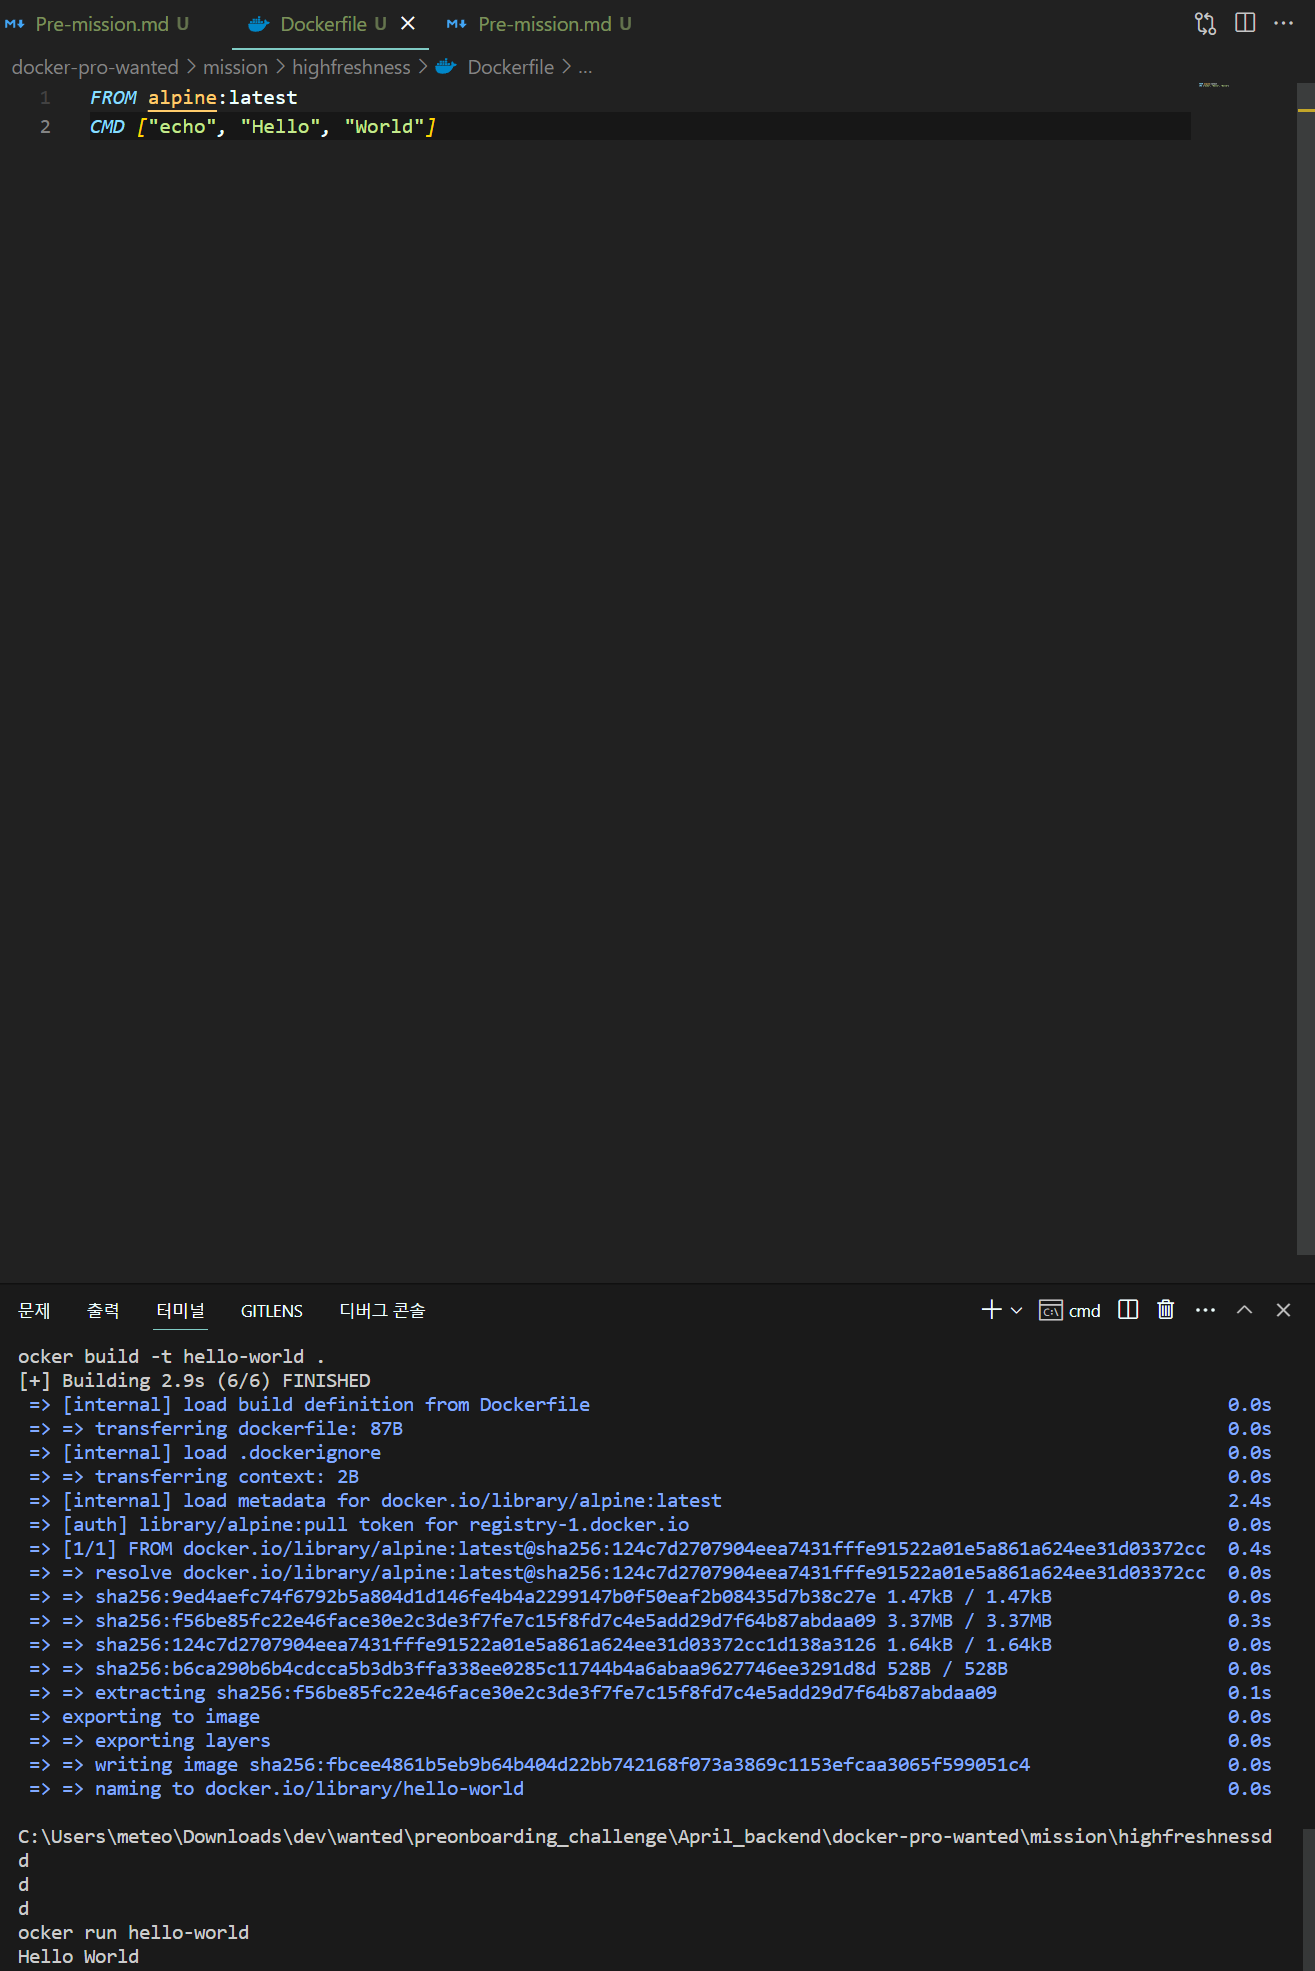 Pre-mission.md U Dockerfile U Pre-mission.md U
docker-pro-wanted > mission > highfreshness > Dockerfile > ...
1 FROM alpine:latest
2 CMD ["echo", "Hello", "World"]
문제 출력 터미널 GITLENS 디버그 콘솔 cmd
ocker build -t hello-world .
[+] Building 2.9s (6/6) FINISHED
=> [internal] load build definition from Dockerfile 0.0s
=> => transferring dockerfile: 87B 0.0s
=> [internal] load .dockerignore 0.0s
=> => transferring context: 2B 0.0s
=> [internal] load metadata for docker.io/library/alpine:latest 2.4s
=> [auth] library/alpine:pull token for registry-1.docker.io 0.0s
=> [1/1] FROM docker.io/library/alpine:latest@sha256:124c7d2707904eea7431fffe91522a01e5a861a624ee31d03372cc 0.4s
=> => resolve docker.io/library/alpine:latest@sha256:124c7d2707904eea7431fffe91522a01e5a861a624ee31d03372cc 0.0s
=> => sha256:9ed4aefc74f6792b5a804d1d146fe4b4a2299147b0f50eaf2b08435d7b38c27e 1.47kB / 1.47kB 0.0s
=> => sha256:f56be85fc22e46face30e2c3de3f7fe7c15f8fd7c4e5add29d7f64b87abdaa09 3.37MB / 3.37MB 0.3s
=> => sha256:124c7d2707904eea7431fffe91522a01e5a861a624ee31d03372cc1d138a3126 1.64kB / 1.64kB 0.0s
=> => sha256:b6ca290b6b4cdcca5b3db3ffa338ee0285c11744b4a6abaa9627746ee3291d8d 528B / 528B 0.0s
=> => extracting sha256:f56be85fc22e46face30e2c3de3f7fe7c15f8fd7c4e5add29d7f64b87abdaa09 0.1s
=> exporting to image 0.0s
=> => exporting layers 0.0s
=> => writing image sha256:fbcee4861b5eb9b64b404d22bb742168f073a3869c1153efcaa3065f599051c4 0.0s
=> => naming to docker.io/library/hello-world 0.0s
C:\Users\meteo\Downloads\dev\wanted\preonboarding_challenge\April_backend\docker-pro-wanted\mission\highfreshnessd
d
d
d
ocker run hello-world
Hello World